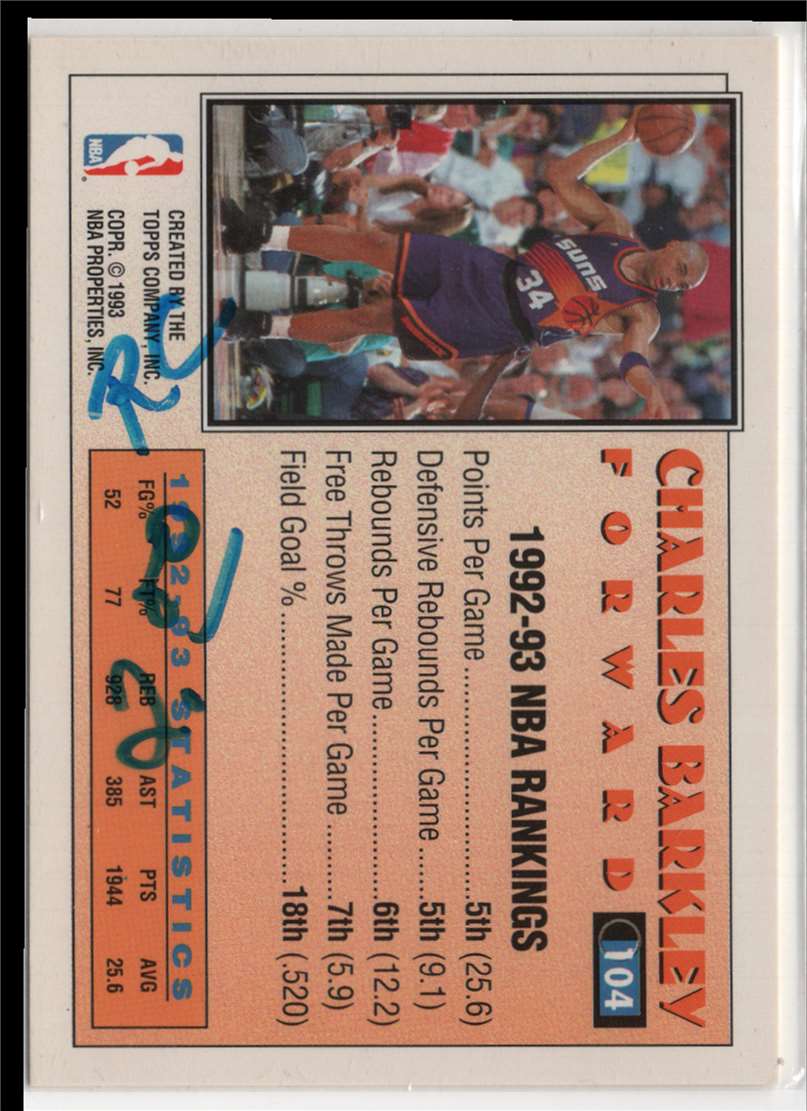 CHARLES BARKLEY
FORWARD
104
SUNS
34
1992-93 NBA RANKINGS
Points Per Game ........................5th (25.6)
Defensive Rebounds Per Game ......5th (9.1)
Rebounds Per Game......................6th (12.2)
Free Throws Made Per Game .........7th (5.9)
Field Goal % ...............................18th (.520)
NBA
CREATED BY THE
TOPPS COMPANY, INC.
COPR. © 1993
NBA PROPERTIES, INC.
1992-93 STATISTICS
FG% FT% REB AST PTS AVG
52 77 928 385 1944 25.6